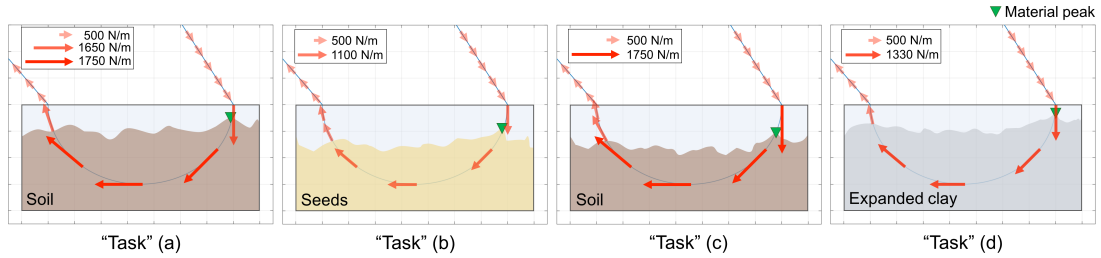 Material peak
500 N/m
1650 N/m
1750 N/m
500 N/m
1100 N/m
500 N/m
1750 N/m
500 N/m
1330 N/m
Soil
Seeds
Soil
Expanded clay
“Task” (a)
“Task” (b)
“Task” (c)
“Task” (d)